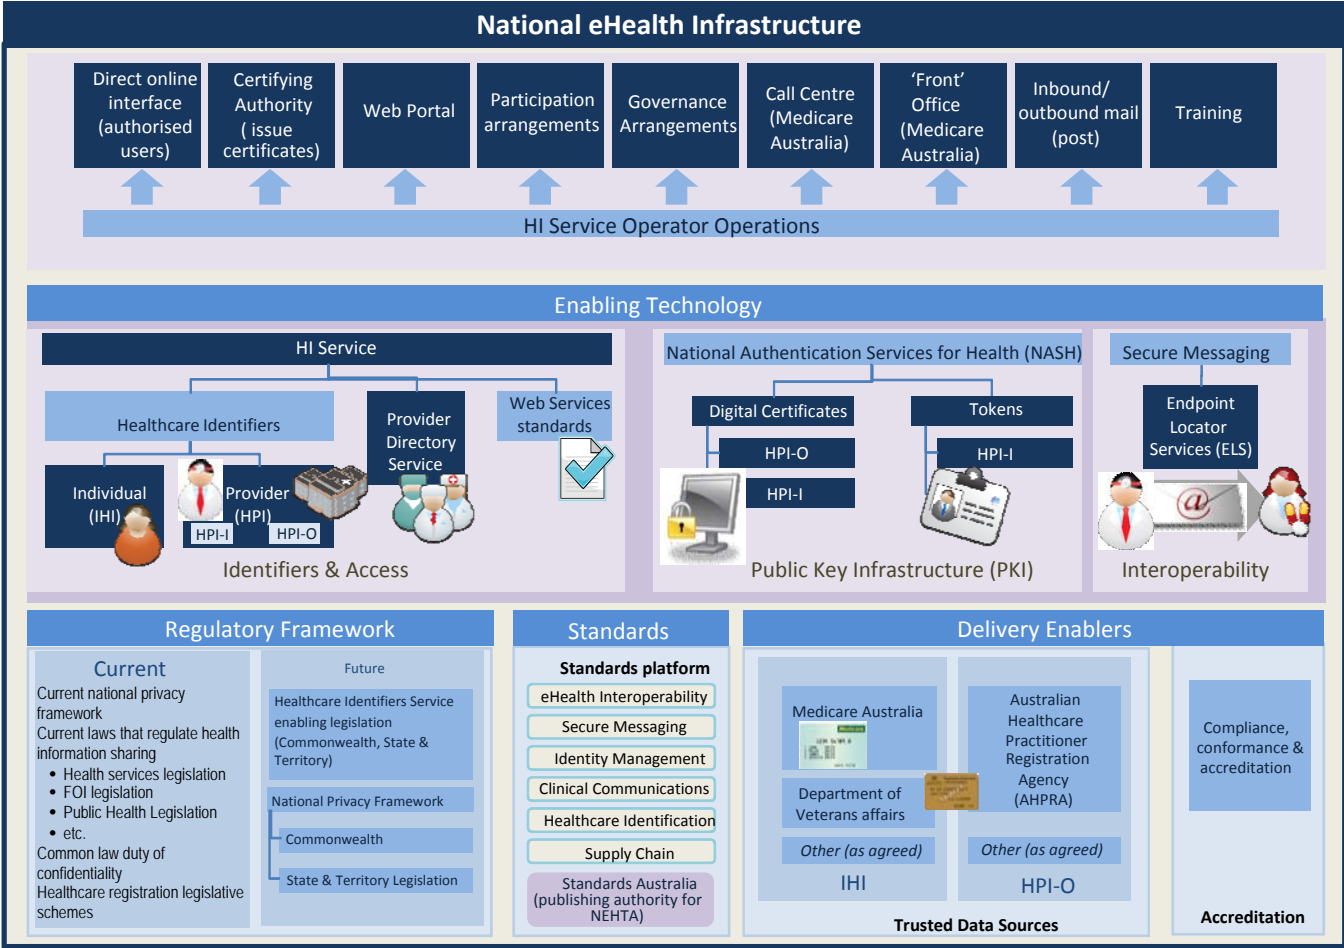 National eHealth Infrastructure
Direct online
interface
(authorised
users)
Certifying
Authority
( issue
certificates)
Web Portal
Participation
arrangements
Governance
Arrangements
Call Centre
(Medicare
Australia)
‘Front’
Office
(Medicare
Australia)
Inbound/
outbound mail
(post)
Training
HI Service Operator Operations
Enabling Technology
HI Service
Healthcare Identifiers
Individual
(IHI)
Provider
(HPI)
HPI-I
HPI-O
Provider
Directory
Service
Web Services
standards
Identifiers & Access
National Authentication Services for Health (NASH)
Digital Certificates
HPI-O
HPI-I
Tokens
HPI-I
Public Key Infrastructure (PKI)
Secure Messaging
Endpoint
Locator
Services (ELS)
@
Interoperability
Regulatory Framework
Current
Current national privacy
framework
Current laws that regulate health
information sharing
• Health services legislation
• FOI legislation
• Public Health Legislation
• etc.
Common law duty of
confidentiality
Healthcare registration legislative
schemes
Future
Healthcare Identifiers Service
enabling legislation
(Commonwealth, State &
Territory)
National Privacy Framework
Commonwealth
State & Territory Legislation
Standards
Standards platform
eHealth Interoperability
Secure Messaging
Identity Management
Clinical Communications
Healthcare Identification
Supply Chain
Standards Australia
(publishing authority for
NEHTA)
Delivery Enablers
Medicare Australia
Department of
Veterans affairs
Other (as agreed)
IHI
Australian
Healthcare
Practitioner
Registration
Agency
(AHPRA)
Other (as agreed)
HPI-O
Trusted Data Sources
Compliance,
conformance &
accreditation
Accreditation